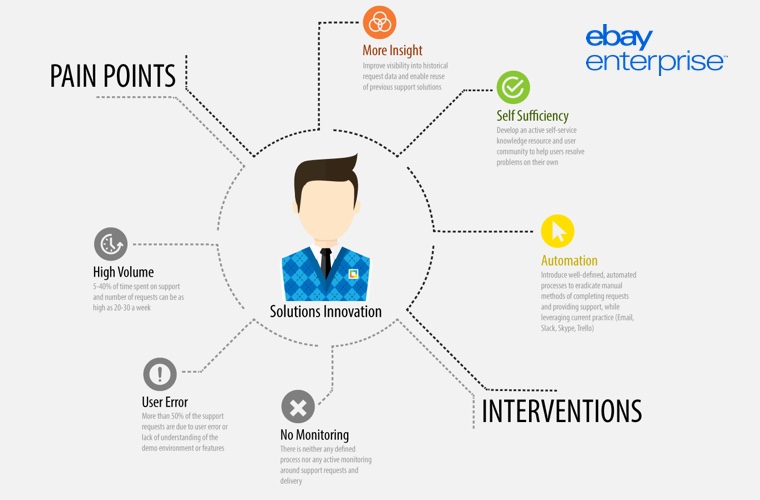 ebay
enterprise™
PAIN POINTS
More Insight
Improve visibility into historical
request data and enable reuse
of previous support solutions
Self Sufficiency
Develop an active self-service
knowledge resource and user
community to help users resolve
problems on their own
Automation
Introduce well-defined, automated
processes to eradicate manual
methods of completing requests
and providing support, while
leveraging current practice (Email,
Slack, Skype, Trello)
High Volume
5-40% of time spent on support
and number of requests can be as
high as 20-30 a week
Solutions Innovation
User Error
More than 50% of the support
requests are due to user error or
lack of understanding of the
demo environment or features
No Monitoring
There is neither any defined
process nor any active monitoring
around support requests and
delivery
INTERVENTIONS